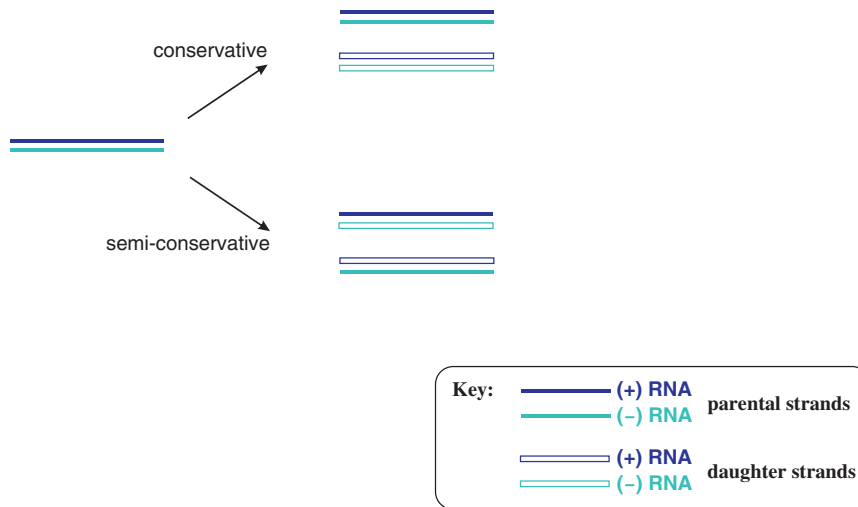 conservative
semi-conservative
Key:
(+) RNA
(−) RNA
parental strands
(+) RNA
(−) RNA
daughter strands